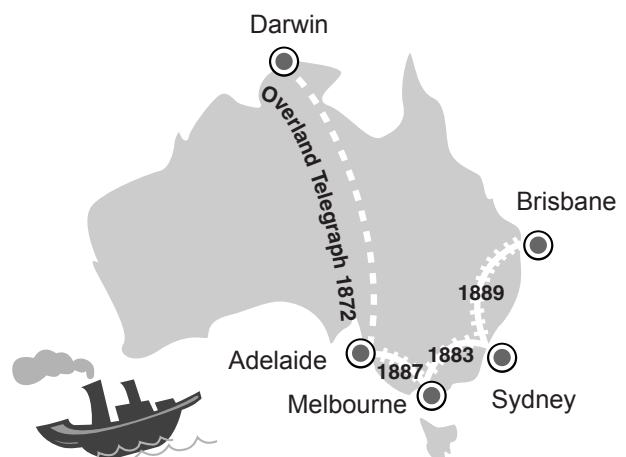 Darwin
Overland Telegraph 1872
Brisbane
1889
Adelaide
1883
1887
Melbourne
Sydney